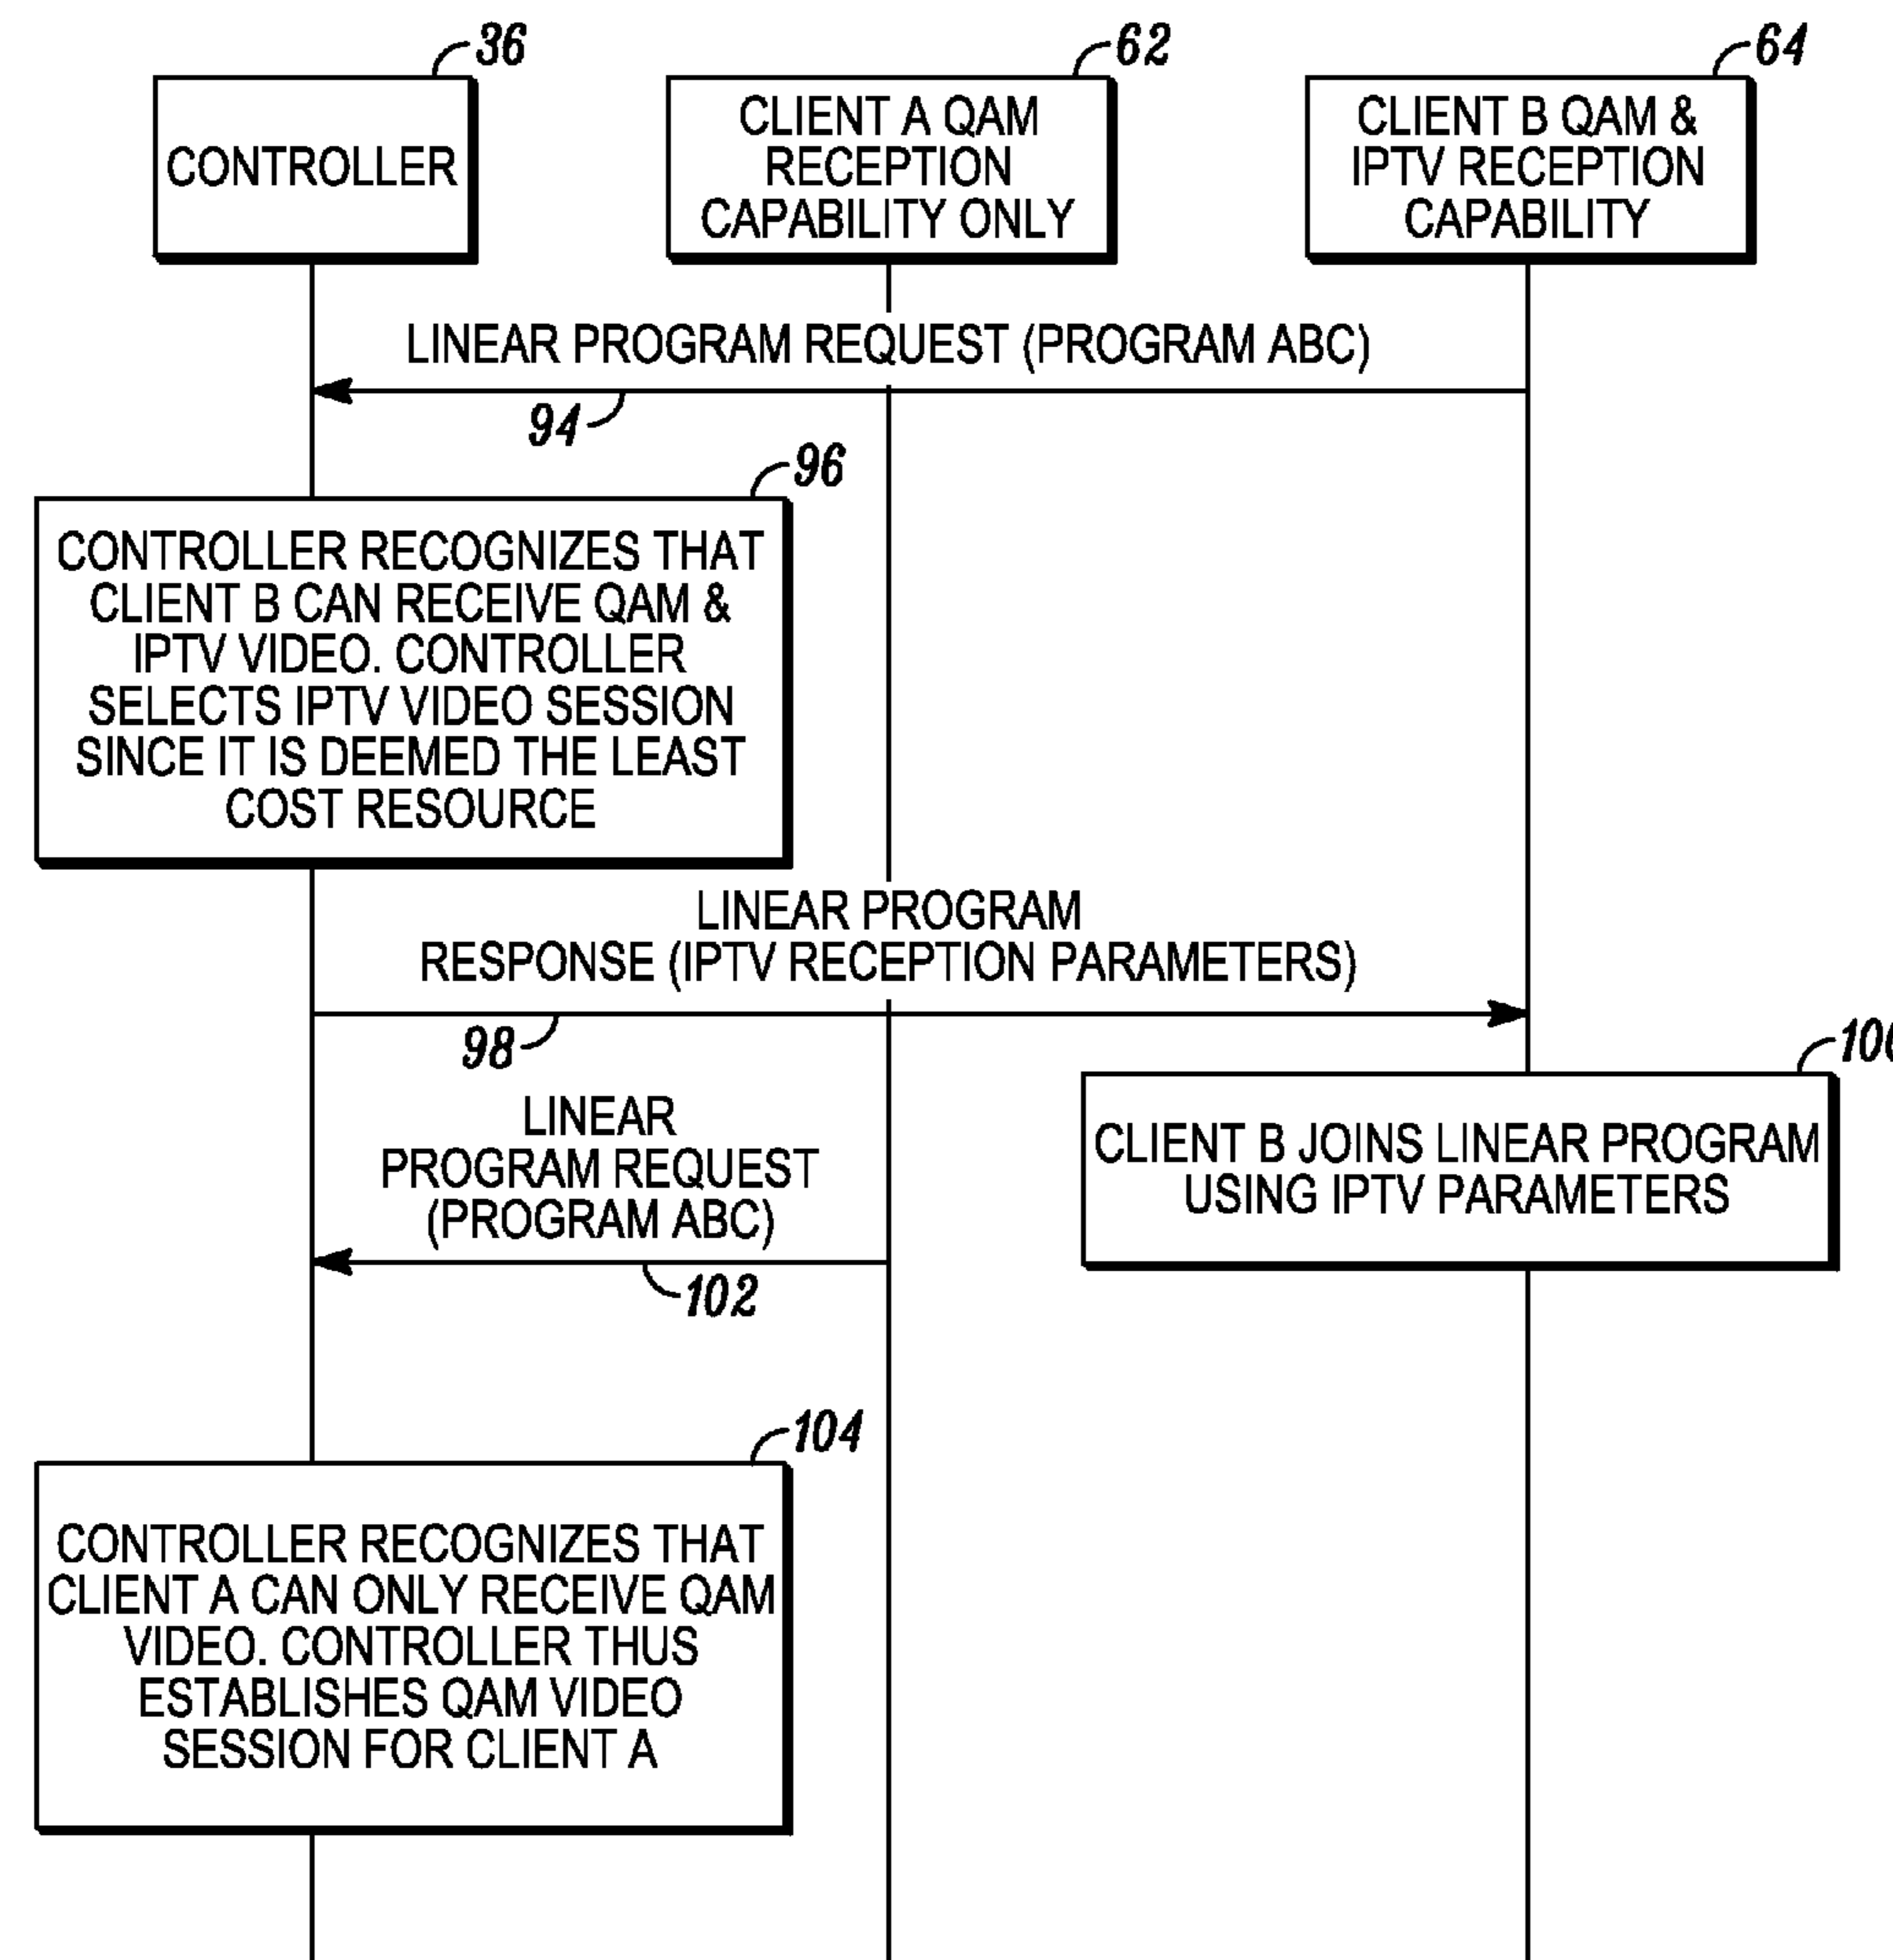 36
62
64
CONTROLLER
CLIENT A QAM
RECEPTION
CAPABILITY ONLY
CLIENT B QAM &
IPTV RECEPTION
CAPABILITY
LINEAR PROGRAM REQUEST (PROGRAM ABC)
94
96
CONTROLLER RECOGNIZES THAT
CLIENT B CAN RECEIVE QAM &
IPTV VIDEO. CONTROLLER
SELECTS IPTV VIDEO SESSION
SINCE IT IS DEEMED THE LEAST
COST RESOURCE
LINEAR PROGRAM
RESPONSE (IPTV RECEPTION PARAMETERS)
98
CLIENT B JOINS LINEAR PROGRAM
USING IPTV PARAMETERS
LINEAR
PROGRAM REQUEST
(PROGRAM ABC)
102
104
CONTROLLER RECOGNIZES THAT
CLIENT A CAN ONLY RECEIVE QAM
VIDEO. CONTROLLER THUS
ESTABLISHES QAM VIDEO
SESSION FOR CLIENT A